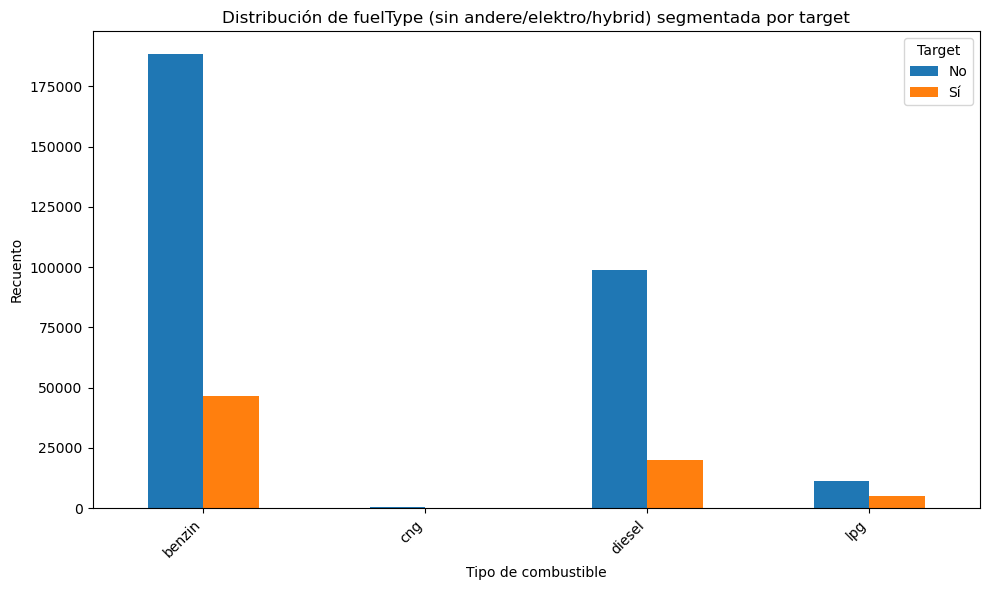 Distribución de fuelType (sin andere/elektro/hybrid) segmentada por target
Target
No
Sí
175000
150000
125000
100000
75000
50000
25000
0
Recuento
benzin
cng
diesel
lpg
Tipo de combustible